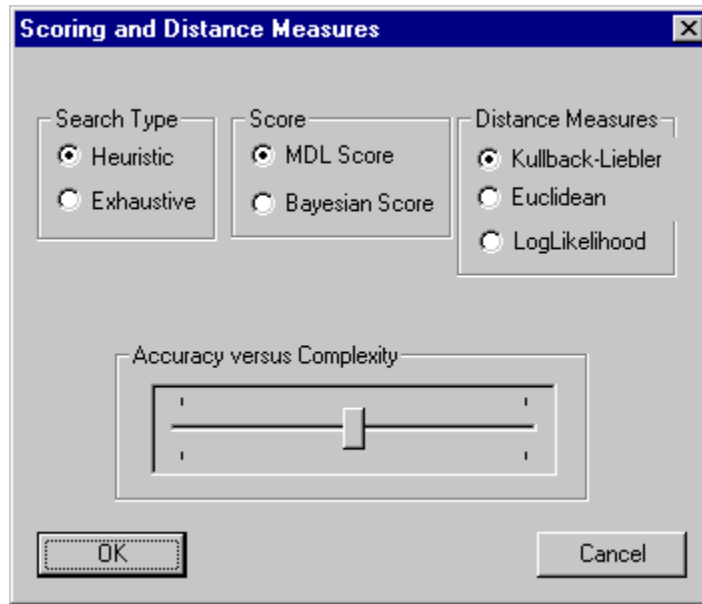 Scoring and Distance Measures
Search Type
Heuristic
Exhaustive
Score
MDL Score
Bayesian Score
Distance Measures
Kullback-Liebler
Euclidean
LogLikelihood
Accuracy versus Complexity
OK
Cancel